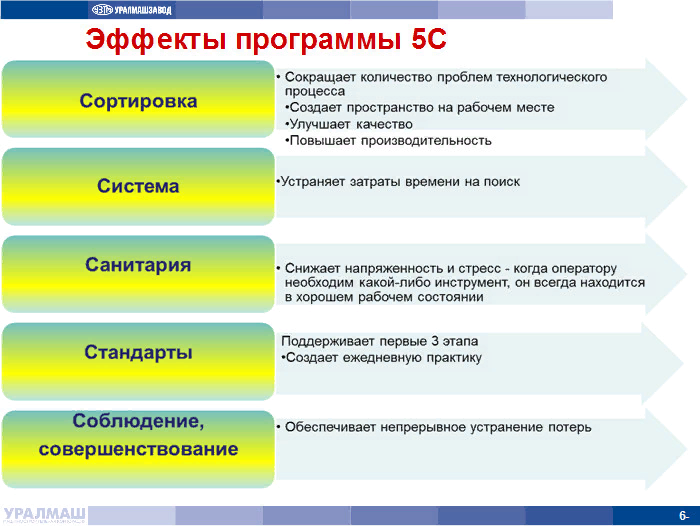 УРАЛМАШЗАВОД
Эффекты программы 5С
Сортировка
• Сокращает количество проблем технологического
процесса
•Создает пространство на рабочем месте
•Улучшает качество
•Повышает производительность
Система
•Устраняет затраты времени на поиск
Санитария
• Снижает напряженность и стресс - когда оператору
необходим какой-либо инструмент, он всегда находится
в хорошем рабочем состоянии
Стандарты
Поддерживает первые 3 этапа
•Создает ежедневную практику
Соблюдение,
совершенствование
• Обеспечивает непрерывное устранение потерь
УРАЛМАШ
6-